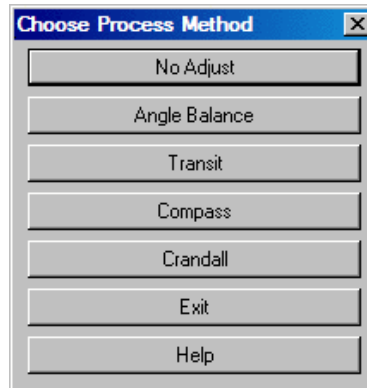 Choose Process Method
No Adjust
Angle Balance
Transit
Compass
Crandall
Exit
Help